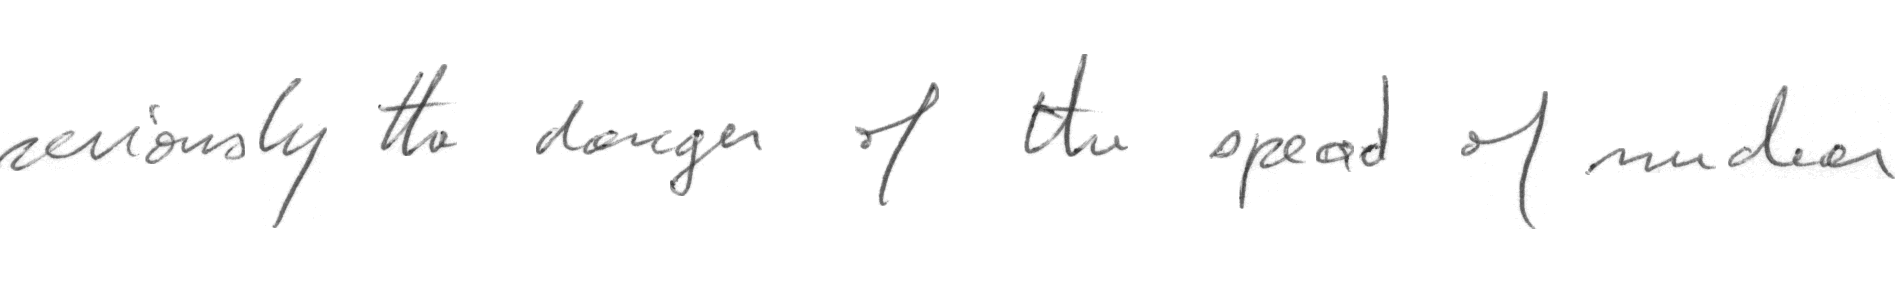 seriously the danger of the spread of nuclear